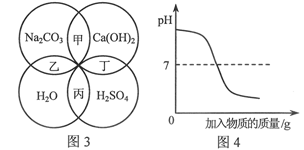 Na₂CO₃ 甲 Ca(OH)₂
乙 丁
H₂O 丙 H₂SO₄
图 3
pH
7
0 加入物质的质量/g
图 4